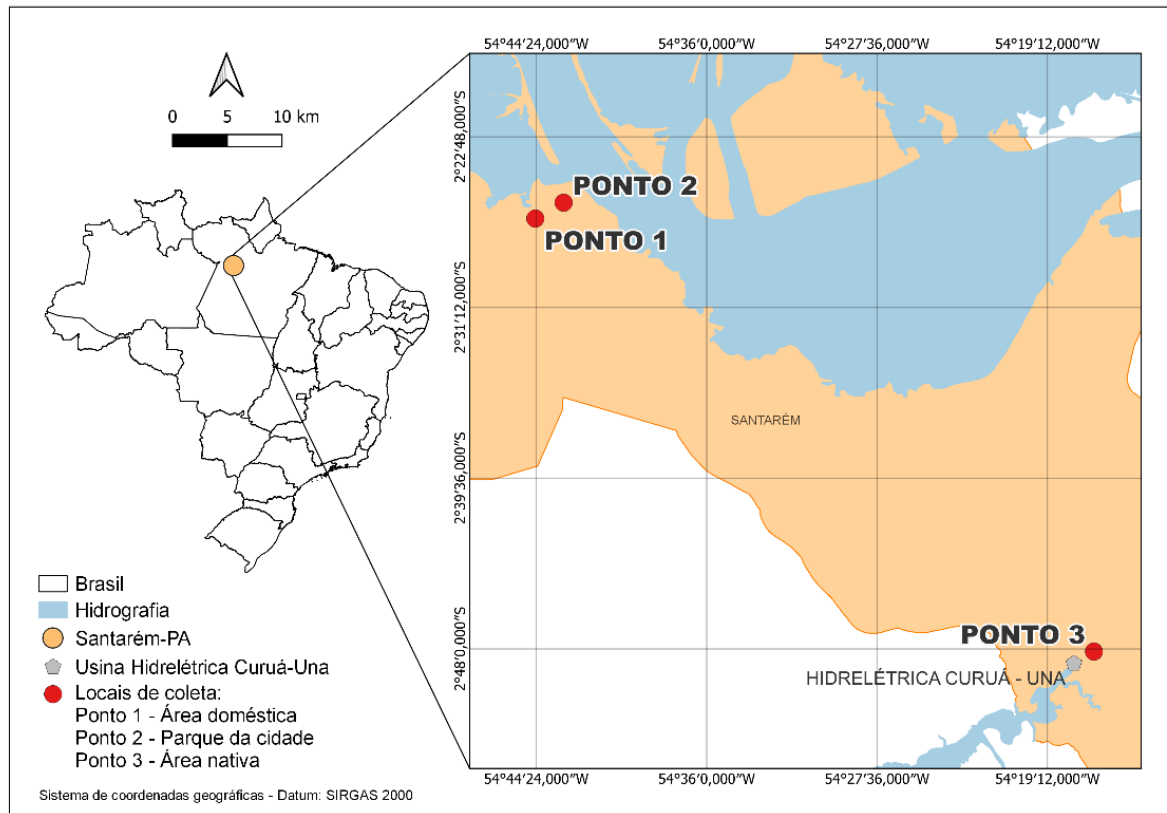 54°44'24,000"W 54°36'0,000"W 54°27'36,000"W 54°19'12,000"W
0 5 10 km
2°22'48,000"S
PONTO 2
PONTO 1
2°31'12,000"S
SANTARÉM
2°39'36,000"S
2°48'0,000"S
PONTO 3
HIDRELÉTRICA CURUÁ - UNA
54°44'24,000"W 54°36'0,000"W 54°27'36,000"W 54°19'12,000"W
Brasil
Hidrografia
Santarém-PA
Usina Hidrelétrica Curuá-Una
Locais de coleta:
Ponto 1 - Área doméstica
Ponto 2 - Parque da cidade
Ponto 3 - Área nativa
Sistema de coordenadas geográficas - Datum: SIRGAS 2000